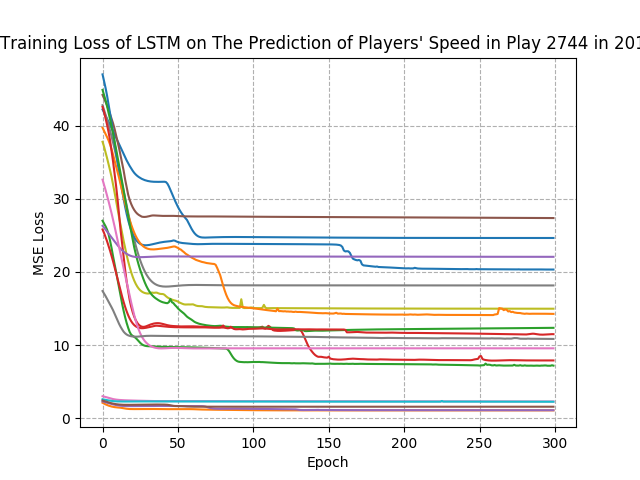 Training Loss of LSTM on The Prediction of Players' Speed in Play 2744 in 201
MSE Loss
40
30
20
10
0
0 50 100 150 200 250 300
Epoch